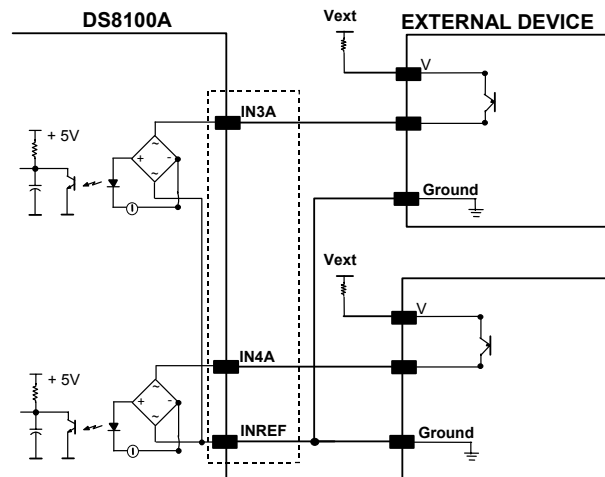 DS8100A
Vext
EXTERNAL DEVICE
V
IN3A
+ 5V
+
~
-
~
I
Ground
Vext
V
IN4A
+ 5V
+
~
-
~
I
INREF
Ground